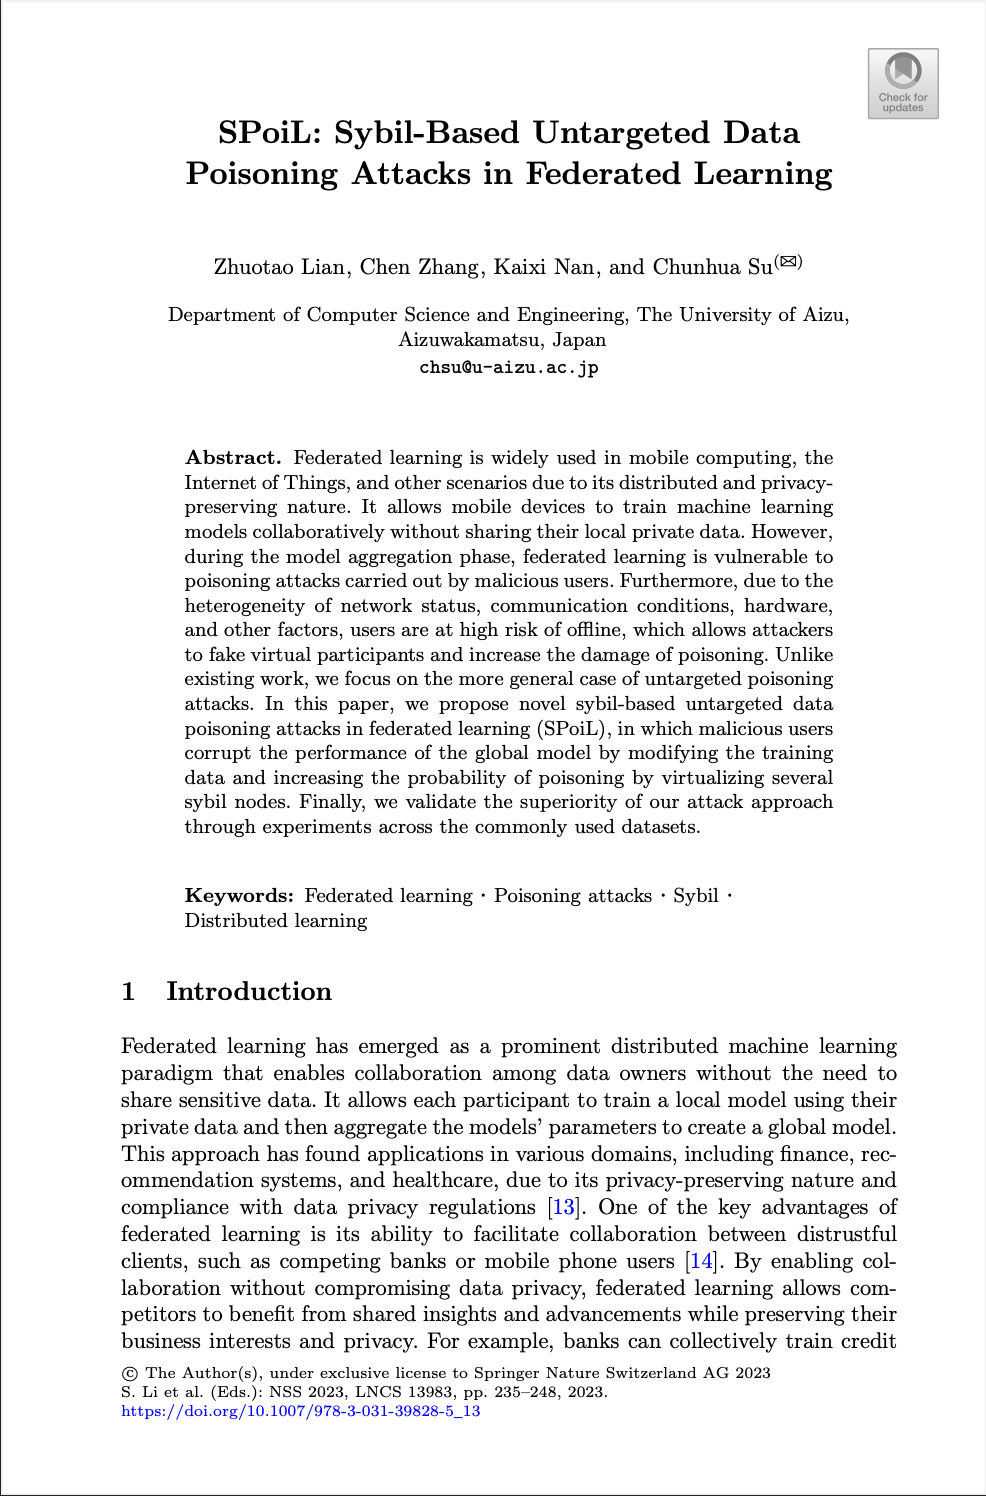 Check for
updates
SPoiL: Sybil-Based Untargeted Data
Poisoning Attacks in Federated Learning
Zhuotao Lian, Chen Zhang, Kaixi Nan, and Chunhua Su(✉)
Department of Computer Science and Engineering, The University of Aizu,
Aizuwakamatsu, Japan
chsu@u-aizu.ac.jp
Abstract. Federated learning is widely used in mobile computing, the
Internet of Things, and other scenarios due to its distributed and privacy-
preserving nature. It allows mobile devices to train machine learning
models collaboratively without sharing their local private data. However,
during the model aggregation phase, federated learning is vulnerable to
poisoning attacks carried out by malicious users. Furthermore, due to the
heterogeneity of network status, communication conditions, hardware,
and other factors, users are at high risk of offline, which allows attackers
to fake virtual participants and increase the damage of poisoning. Unlike
existing work, we focus on the more general case of untargeted poisoning
attacks. In this paper, we propose novel sybil-based untargeted data
poisoning attacks in federated learning (SPoiL), in which malicious users
corrupt the performance of the global model by modifying the training
data and increasing the probability of poisoning by virtualizing several
sybil nodes. Finally, we validate the superiority of our attack approach
through experiments across the commonly used datasets.
Keywords: Federated learning · Poisoning attacks · Sybil ·
Distributed learning
1 Introduction
Federated learning has emerged as a prominent distributed machine learning
paradigm that enables collaboration among data owners without the need to
share sensitive data. It allows each participant to train a local model using their
private data and then aggregate the models' parameters to create a global model.
This approach has found applications in various domains, including finance, rec-
ommendation systems, and healthcare, due to its privacy-preserving nature and
compliance with data privacy regulations [13]. One of the key advantages of
federated learning is its ability to facilitate collaboration between distrustful
clients, such as competing banks or mobile phone users [14]. By enabling col-
laboration without compromising data privacy, federated learning allows com-
petitors to benefit from shared insights and advancements while preserving their
business interests and privacy. For example, banks can collectively train credit
© The Author(s), under exclusive license to Springer Nature Switzerland AG 2023
S. Li et al. (Eds.): NSS 2023, LNCS 13983, pp. 235–248, 2023.
https://doi.org/10.1007/978-3-031-39828-5_13